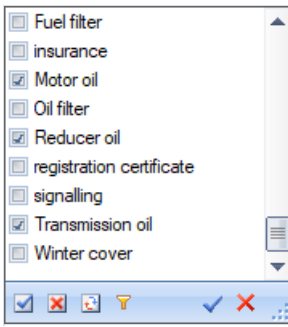 Fuel filter
insurance
Motor oil
Oil filter
Reducer oil
registration certificate
signalling
Transmission oil
Winter cover